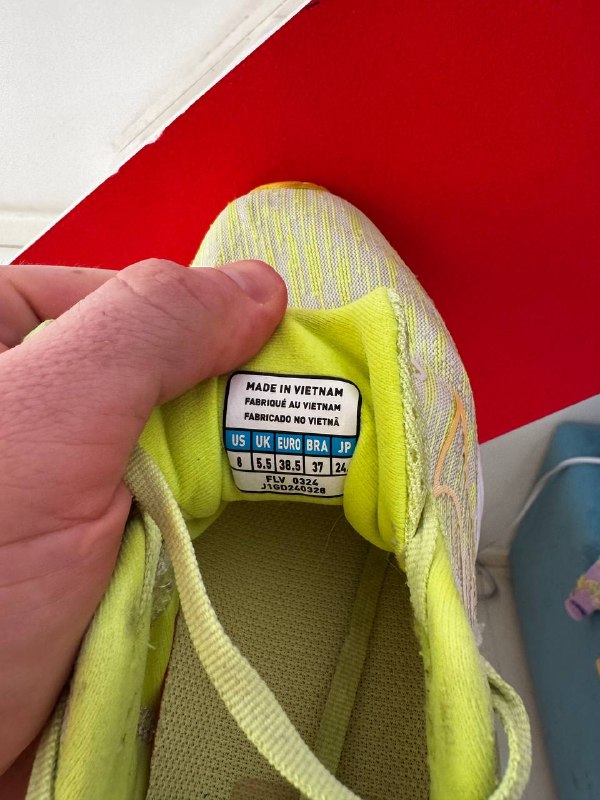 MADE IN VIETNAM
FABRIQUÉ AU VIETNAM
FABRICADO NO VIETNÃ
US UK EURO BRA JP
8 5.5 38.5 37 24.
FLV 0324
J1GD240328